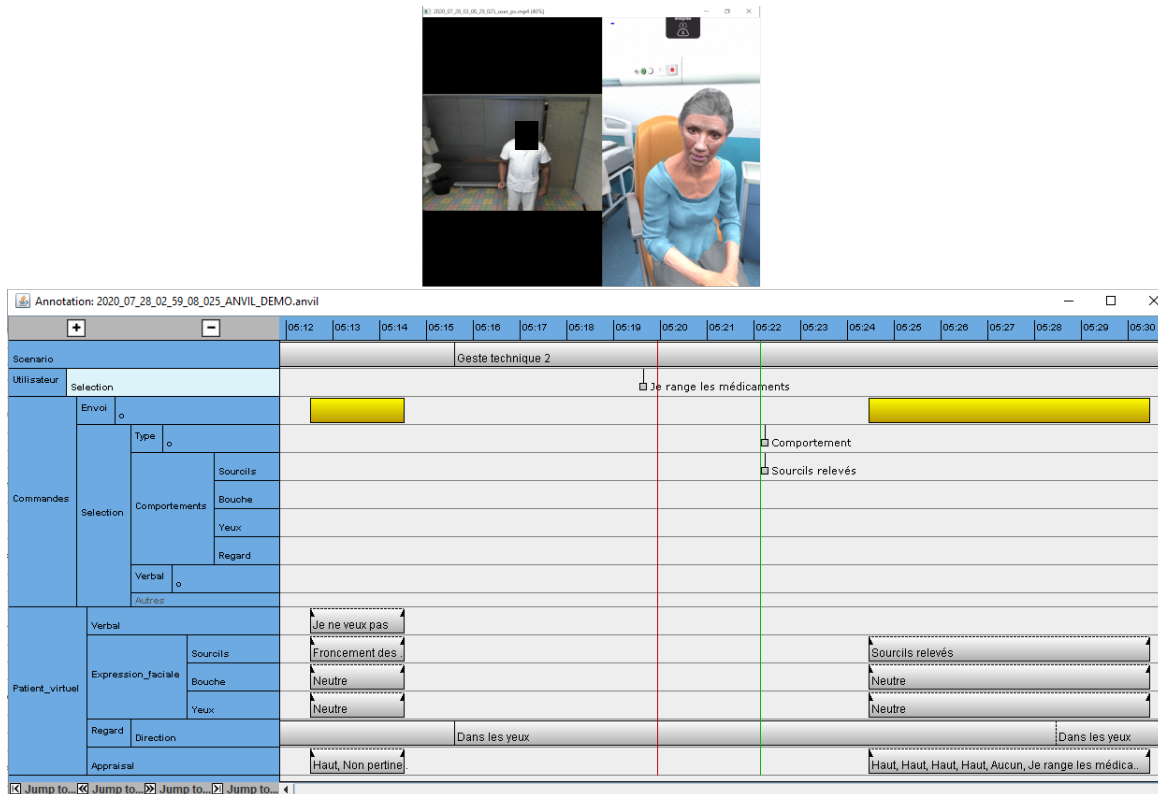 2020_07_28_03_00_29_025_user_pv.mp4 (40%)
Annotation: 2020_07_28_02_59_08_025_ANVIL_DEMO.anvil
+ -
05:12 05:13 05:14 05:15 05:16 05:17 05:18 05:19 05:20 05:21 05:22 05:23 05:24 05:25 05:26 05:27 05:28 05:29 05:30
Scenario
Geste technique 2
Utilisateur
Selection
Je range les médicaments
Commandes
Envoi
Selection
Type
Comportement
Comportements
Sourcils
Sourcils relevés
Bouche
Yeux
Regard
Verbal
Autres
Patient_virtuel
Verbal
Je ne veux pas
Expression_faciale
Sourcils
Froncement des .
Sourcils relevés
Bouche
Neutre
Neutre
Yeux
Neutre
Neutre
Regard
Direction
Dans les yeux
Dans les yeux
Appraisal
Haut, Non pertine.
Haut, Haut, Haut, Haut, Aucun, Je range les médica..
Jump to... Jump to... Jump to... Jump to...